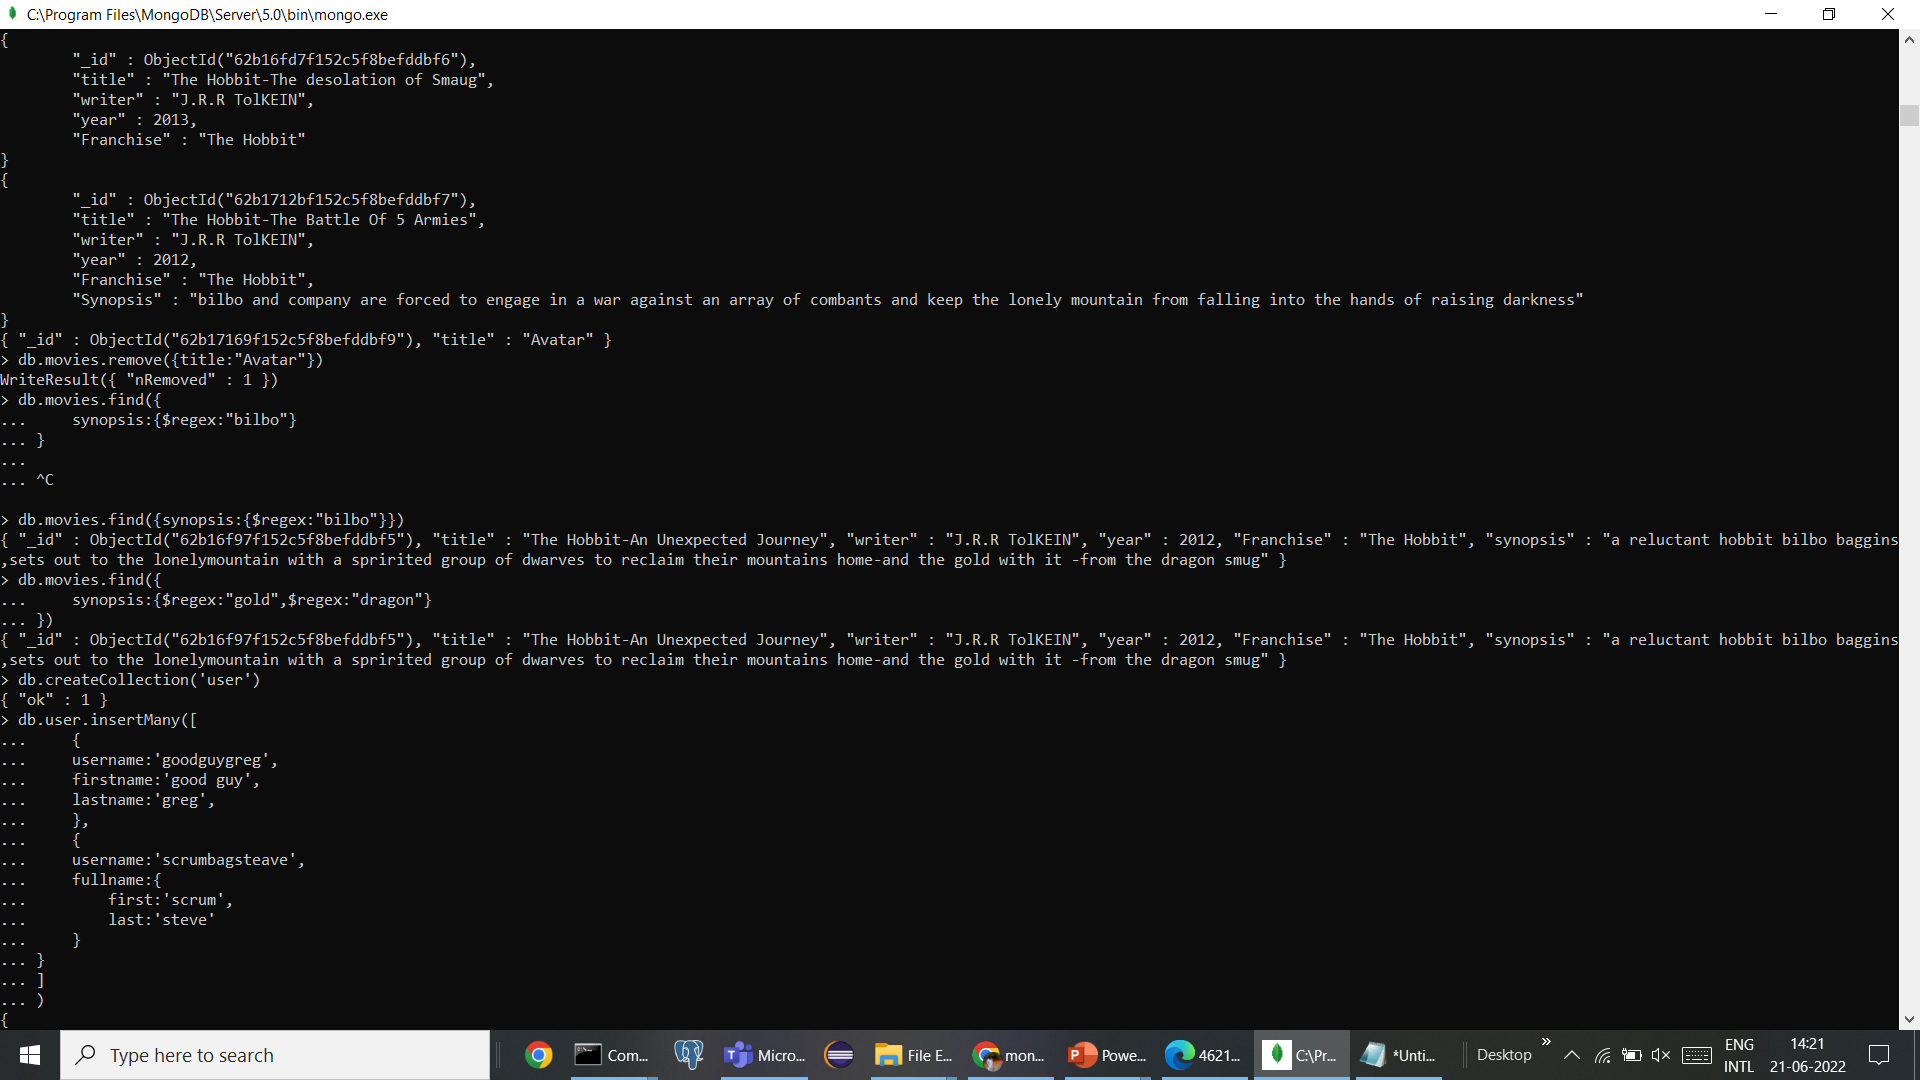 C:\Program Files\MongoDB\Server\5.0\bin\mongo.exe
{
"_id" : ObjectId("62b16fd7f152c5f8befddbf6"),
"title" : "The Hobbit-The desolation of Smaug",
"writer" : "J.R.R TolKEIN",
"year" : 2013,
"Franchise" : "The Hobbit"
}
{
"_id" : ObjectId("62b1712bf152c5f8befddbf7"),
"title" : "The Hobbit-The Battle Of 5 Armies",
"writer" : "J.R.R TolKEIN",
"year" : 2012,
"Franchise" : "The Hobbit",
"Synopsis" : "bilbo and company are forced to engage in a war against an array of combants and keep the lonely mountain from falling into the hands of raising darkness"
}
{ "_id" : ObjectId("62b17169f152c5f8befddbf9"), "title" : "Avatar" }
> db.movies.remove({title:"Avatar"})
WriteResult({ "nRemoved" : 1 })
> db.movies.find({
... synopsis:{$regex:"bilbo"}
... }
...
... ^C
> db.movies.find({synopsis:{$regex:"bilbo"}})
{ "_id" : ObjectId("62b16f97f152c5f8befddbf5"), "title" : "The Hobbit-An Unexpected Journey", "writer" : "J.R.R TolKEIN", "year" : 2012, "Franchise" : "The Hobbit", "synopsis" : "a reluctant hobbit bilbo baggins
,sets out to the lonelymountain with a spririted group of dwarves to reclaim their mountains home-and the gold with it -from the dragon smug" }
> db.movies.find({
... synopsis:{$regex:"gold",$regex:"dragon"}
... })
{ "_id" : ObjectId("62b16f97f152c5f8befddbf5"), "title" : "The Hobbit-An Unexpected Journey", "writer" : "J.R.R TolKEIN", "year" : 2012, "Franchise" : "The Hobbit", "synopsis" : "a reluctant hobbit bilbo baggins
,sets out to the lonelymountain with a spririted group of dwarves to reclaim their mountains home-and the gold with it -from the dragon smug" }
> db.createCollection('user')
{ "ok" : 1 }
> db.user.insertMany([
... {
... username:'goodguygreg',
... firstname:'good guy',
... lastname:'greg',
... },
... {
... username:'scrumbagsteave',
... fullname:{
... first:'scrum',
... last:'steve'
... }
... }
... ]
... )
{
Type here to search
Com...
Micro...
File E...
mon...
Powe...
4621...
C:\Pr...
*Unti...
Desktop
ENG
INTL
14:21
21-06-2022